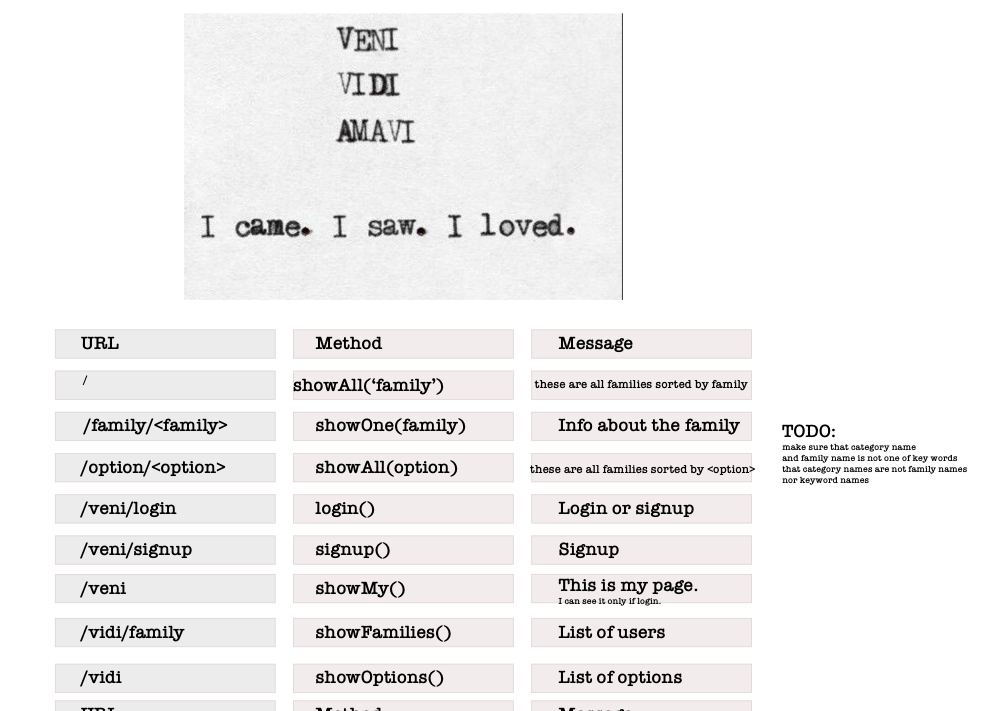 VENI
VIDI
AMAVI
I came. I saw. I loved.
URL Method Message
/ showAll(‘family’) these are all families sorted by family
/family/<family> showOne(family) Info about the family
/option/<option> showAll(option) these are all families sorted by <option>
/veni/login login() Login or signup
/veni/signup signup() Signup
/veni showMy() This is my page.
I can see it only if login.
/vidi/family showFamilies() List of users
/vidi showOptions() List of options
URL Method Message
TODO:
make sure that category name
and family name is not one of key words
that category names are not family names
nor keyword names